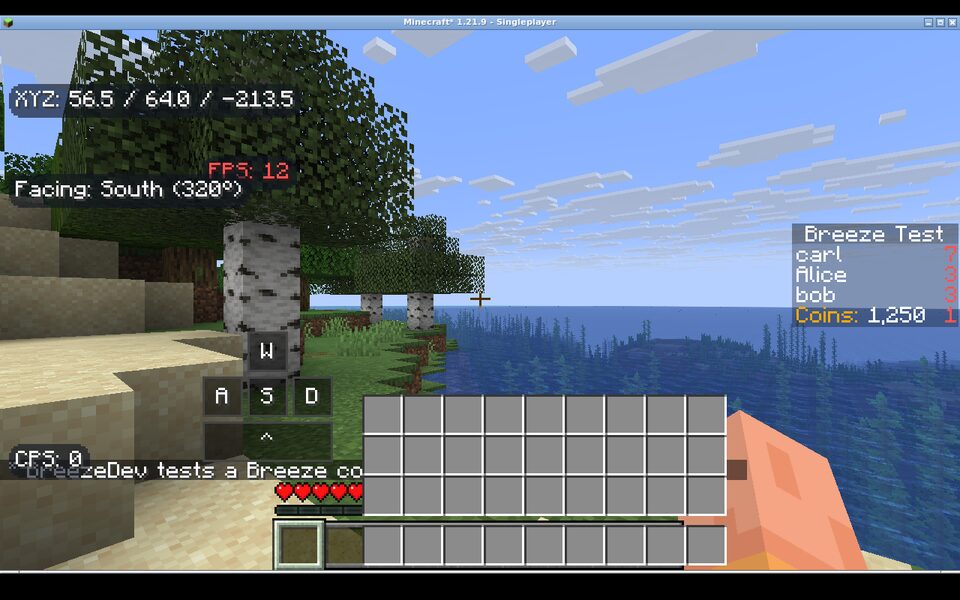 Minecraft* 1.21.9 - Singleplayer
XYZ: 56.5 / 64.0 / -213.5
FPS: 12
Facing: South (320°)
Breeze Test
carl 7
Alice 3
bob 3
Coins: 1,250 1
W
A S D
^
CPS: 0
BreezeDev tests a Breeze co